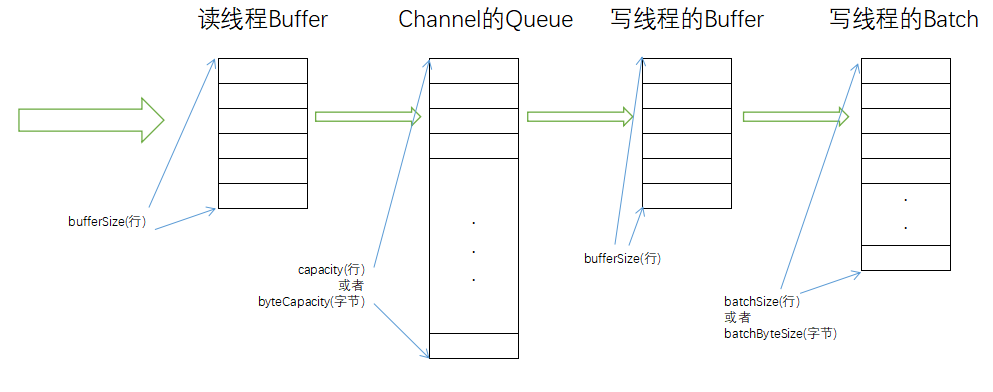 读线程Buffer
Channel的Queue
写线程的Buffer
写线程的Batch
bufferSize(行)
capacity(行)
或者
byteCapacity(字节)
bufferSize(行)
batchSize(行)
或者
batchByteSize(字节)